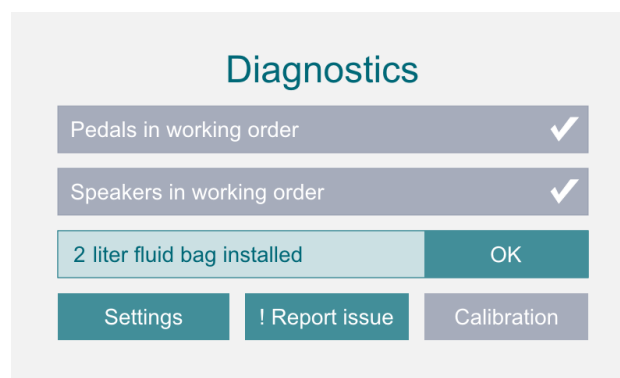 Diagnostics
Pedals in working order
Speakers in working order
2 liter fluid bag installed OK
Settings ! Report issue Calibration